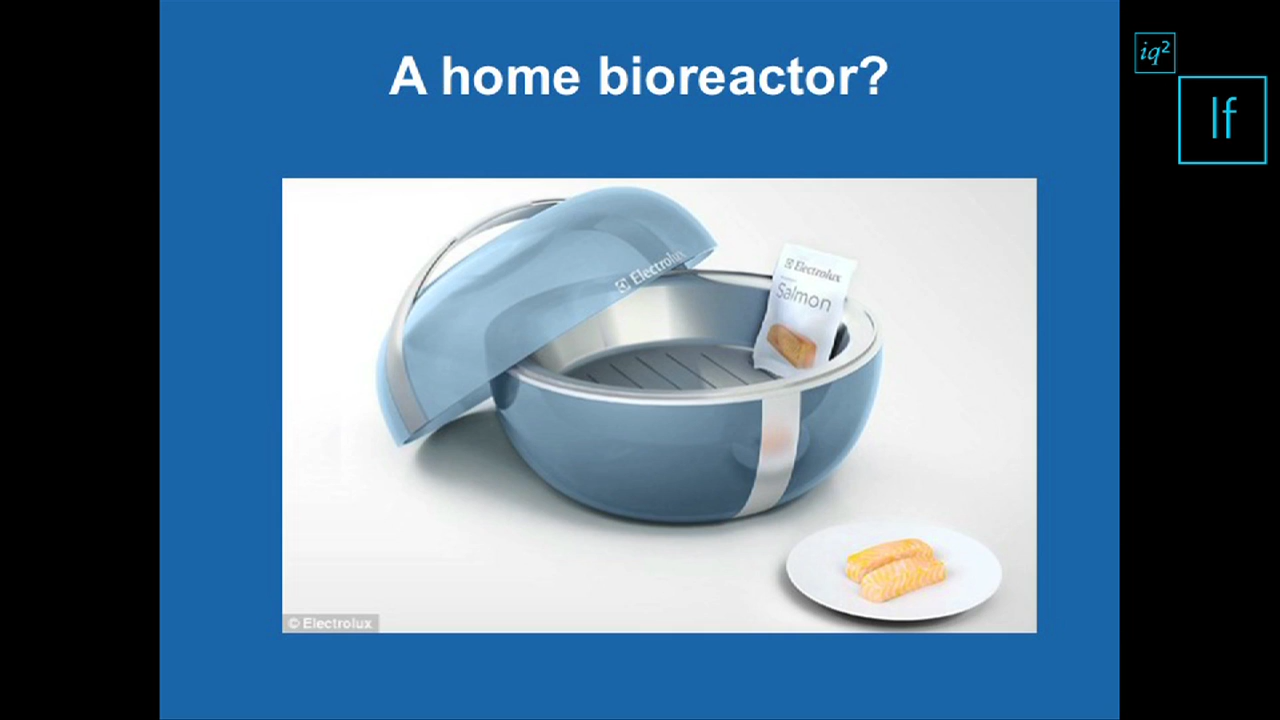 A home bioreactor?
iq²
If
Electrolux
Electrolux
Salmon
© Electrolux